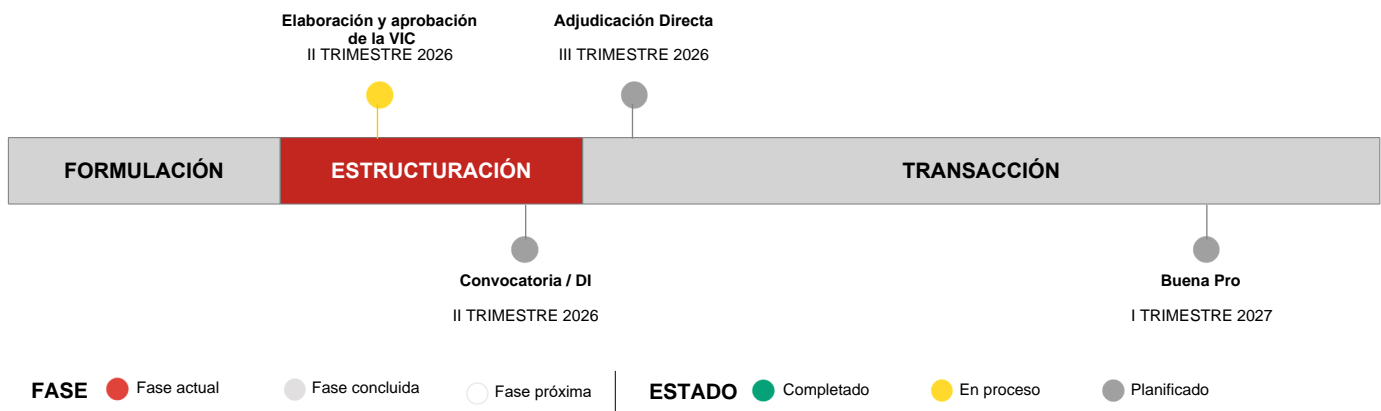 Elaboración y aprobación
de la VIC
II TRIMESTRE 2026
Adjudicación Directa
III TRIMESTRE 2026
FORMULACIÓN
ESTRUCTURACIÓN
TRANSACCIÓN
Convocatoria / DI
II TRIMESTRE 2026
Buena Pro
I TRIMESTRE 2027
FASE
Fase actual
Fase concluida
Fase próxima
ESTADO
Completado
En proceso
Planificado